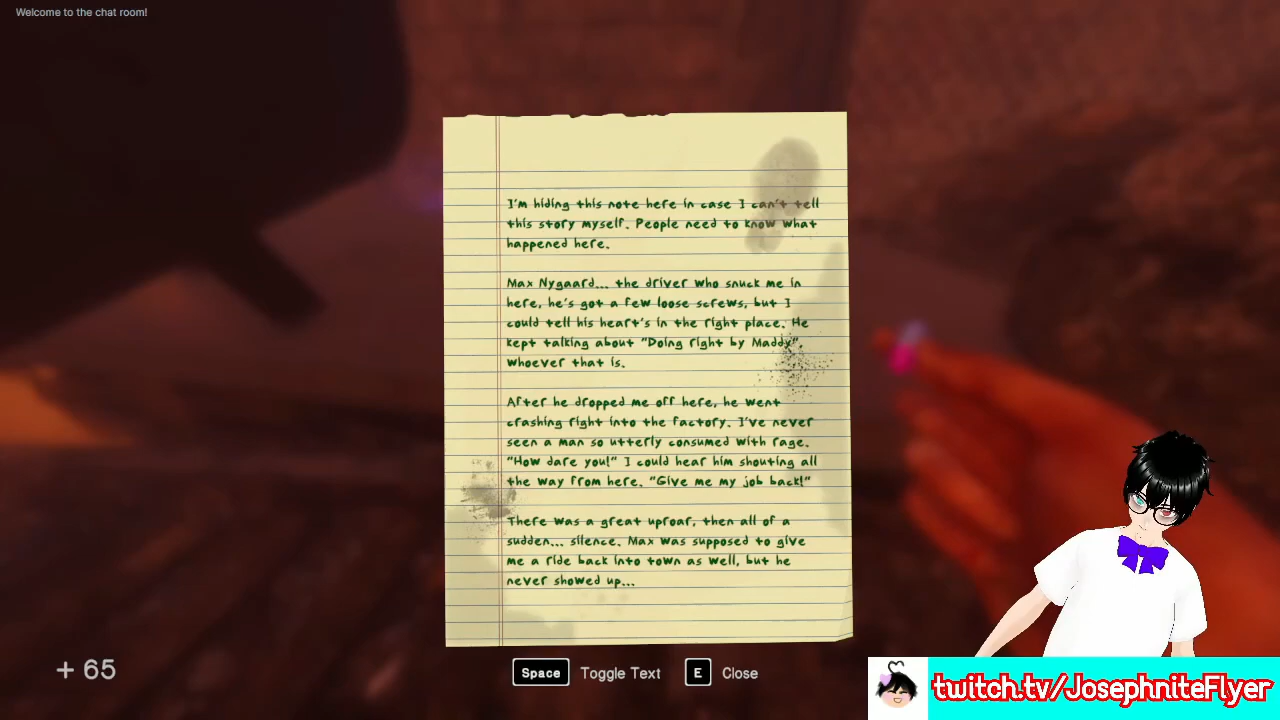 Welcome to the chat room!
I'm hiding this note here in case I can't tell
this story myself. People need to know what
happened here.
Max Nygaard... the driver who snuck me in
here, he's got a few loose screws, but I
could tell his heart's in the right place. He
kept talking about "Doing right by Maddy".
Whoever that is.
After he dropped me off here, he went
crashing right into the factory. I've never
seen a man so utterly consumed with rage.
"How dare you!" I could hear him shouting all
the way from here. "Give me my job back!"
There was a great uproar, then all of a
sudden... silence. Max was supposed to give
me a ride back into town as well, but he
never showed up...
+ 65
Space Toggle Text E Close
twitch.tv/JosephniteFlyer